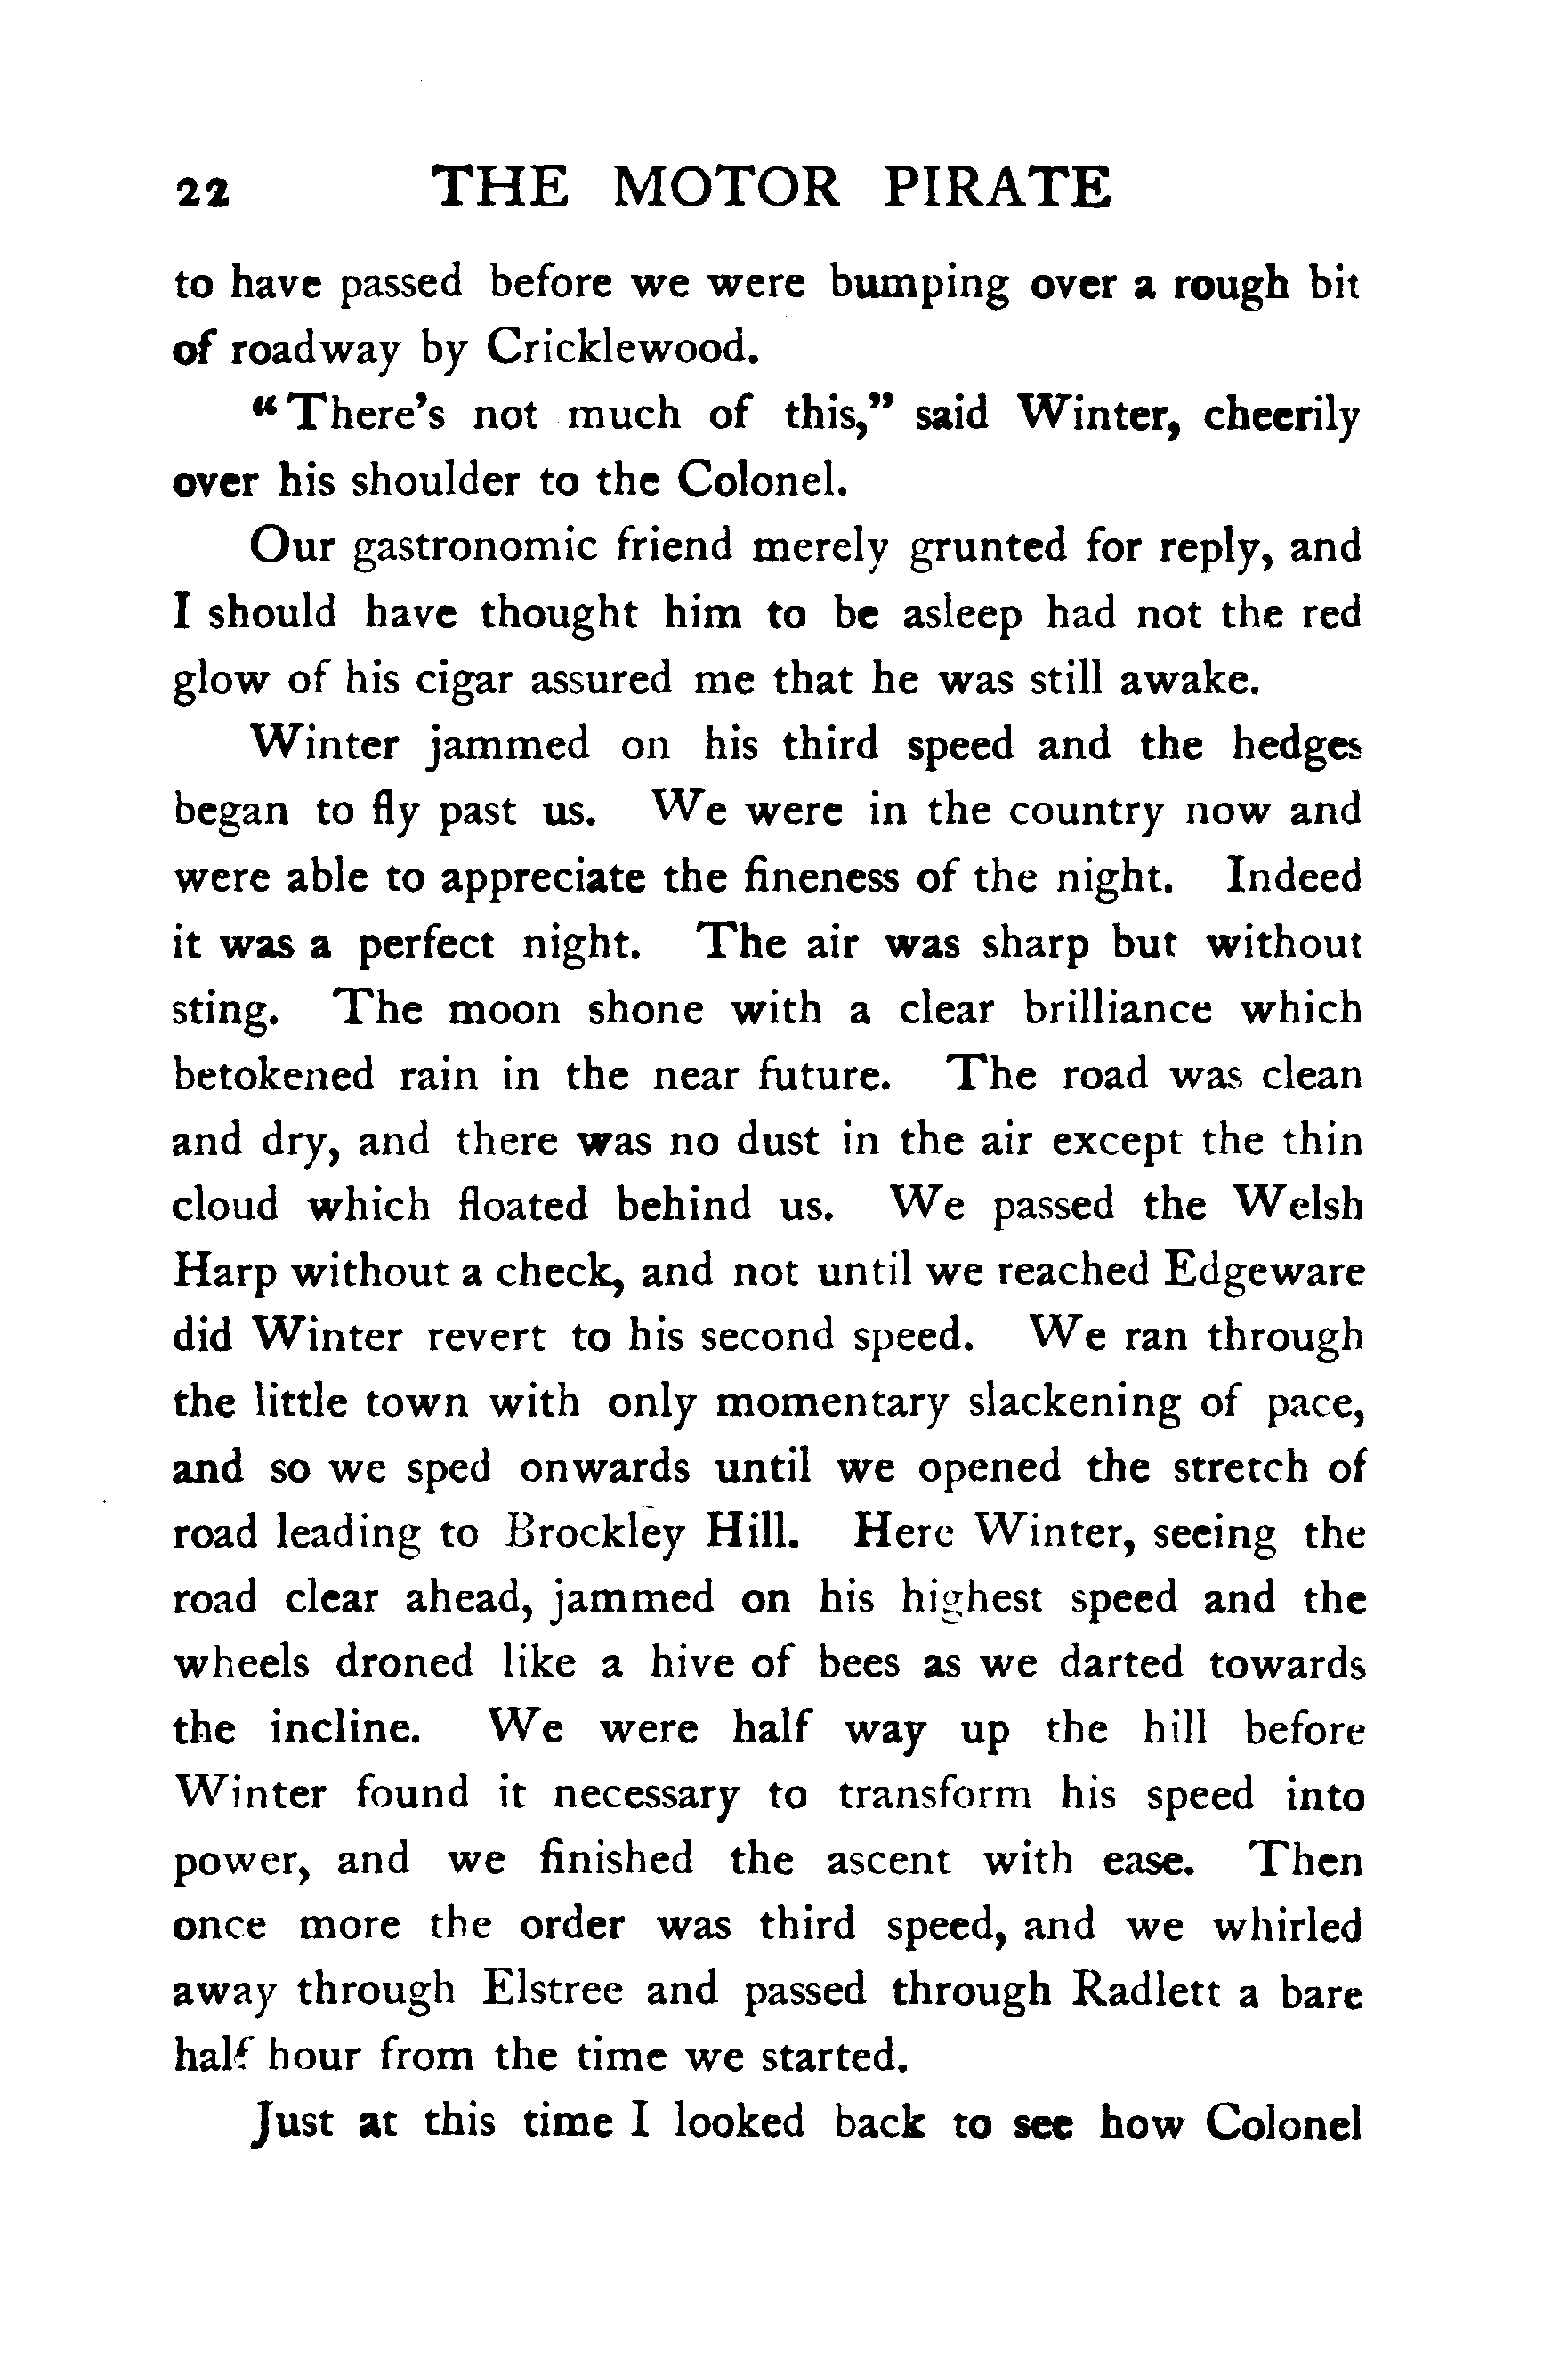 22 THE MOTOR PIRATE
to have passed before we were bumping over a rough bit
of roadway by Cricklewood.
“There’s not much of this,” said Winter, cheerily
over his shoulder to the Colonel.
Our gastronomic friend merely grunted for reply, and
I should have thought him to be asleep had not the red
glow of his cigar assured me that he was still awake.
Winter jammed on his third speed and the hedges
began to fly past us. We were in the country now and
were able to appreciate the fineness of the night. Indeed
it was a perfect night. The air was sharp but without
sting. The moon shone with a clear brilliance which
betokened rain in the near future. The road was clean
and dry, and there was no dust in the air except the thin
cloud which floated behind us. We passed the Welsh
Harp without a check, and not until we reached Edgeware
did Winter revert to his second speed. We ran through
the little town with only momentary slackening of pace,
and so we sped onwards until we opened the stretch of
road leading to Brockley Hill. Here Winter, seeing the
road clear ahead, jammed on his highest speed and the
wheels droned like a hive of bees as we darted towards
the incline. We were half way up the hill before
Winter found it necessary to transform his speed into
power, and we finished the ascent with ease. Then
once more the order was third speed, and we whirled
away through Elstree and passed through Radlett a bare
half hour from the time we started.
Just at this time I looked back to see how Colonel